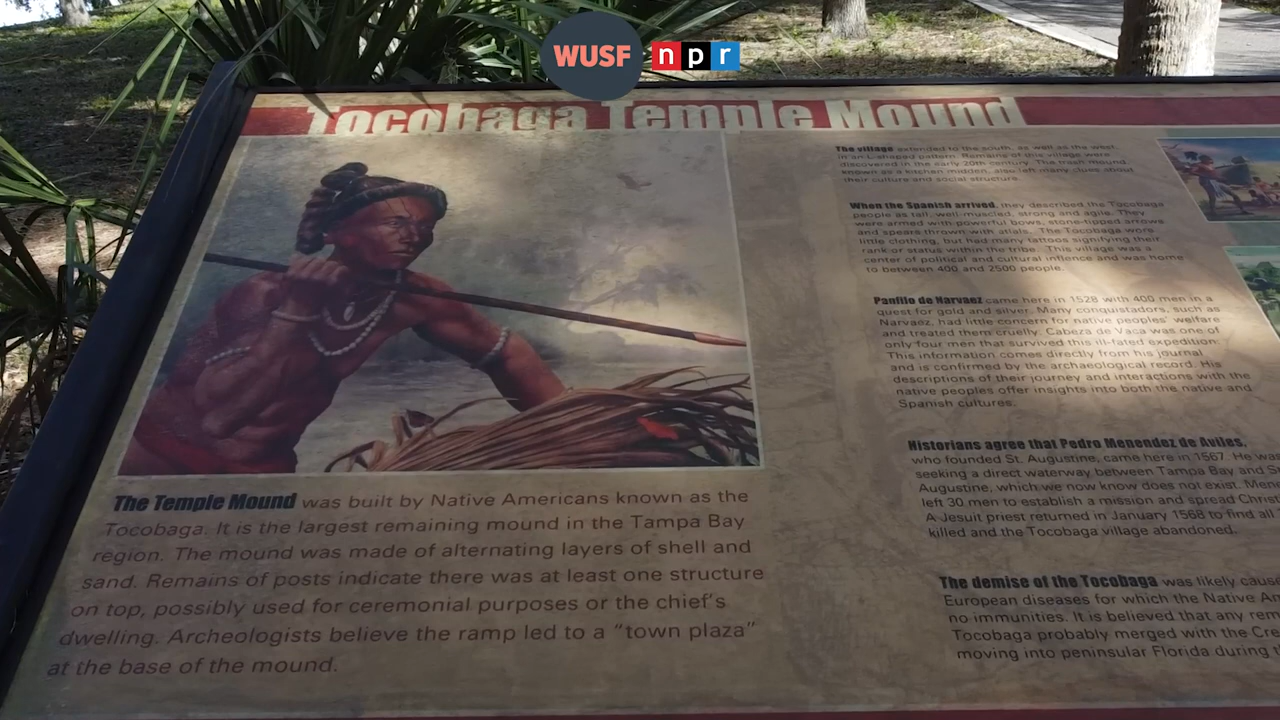 WUSF npr
Tocobaga Temple Mound
The Temple Mound was built by Native Americans known as the
Tocobaga. It is the largest remaining mound in the Tampa Bay
region. The mound was made of alternating layers of shell and
sand. Remains of posts indicate there was at least one structure
on top, possibly used for ceremonial purposes or the chief's
dwelling. Archeologists believe the ramp led to a "town plaza"
at the base of the mound.
The village extended to the south, as well as the west,
in an L-shaped pattern. Remains of this village were
discovered in the early 20th century. The trash mound,
known as a kitchen midden, also left many clues about
their culture and social structure.
When the Spanish arrived, they described the Tocobaga
people as tall, well-muscled, strong and agile. They
were armed with powerful bows, stone-tipped arrows
and spears thrown with atlatls. The Tocobaga wore
little clothing, but had many tattoos signifying their
rank or status within the tribe. This village was a
center of political and cultural inflence and was home
to between 400 and 2500 people.
Panfilo de Narvaez came here in 1528 with 400 men in a
quest for gold and silver. Many conquistadors, such as
Narvaez, had little concern for native peoples' welfare
and treated them cruelly. Cabeza de Vaca was one of
only four men that survived this ill-fated expedition.
This information comes directly from his journal
and is confirmed by the archaeological record. His
descriptions of their journey and interactions with the
native peoples offer insights into both the native and
Spanish cultures.
Historians agree that Pedro Menendez de Aviles,
who founded St. Augustine, came here in 1567. He was
seeking a direct waterway between Tampa Bay and S
Augustine, which we now know does not exist. Men
left 30 men to establish a mission and spread Christ
A Jesuit priest returned in January 1568 to find all
killed and the Tocobaga village abandoned.
The demise of the Tocobaga was likely cause
European diseases for which the Native Am
no immunities. It is believed that any rem
Tocobaga probably merged with the Cre
moving into peninsular Florida during t